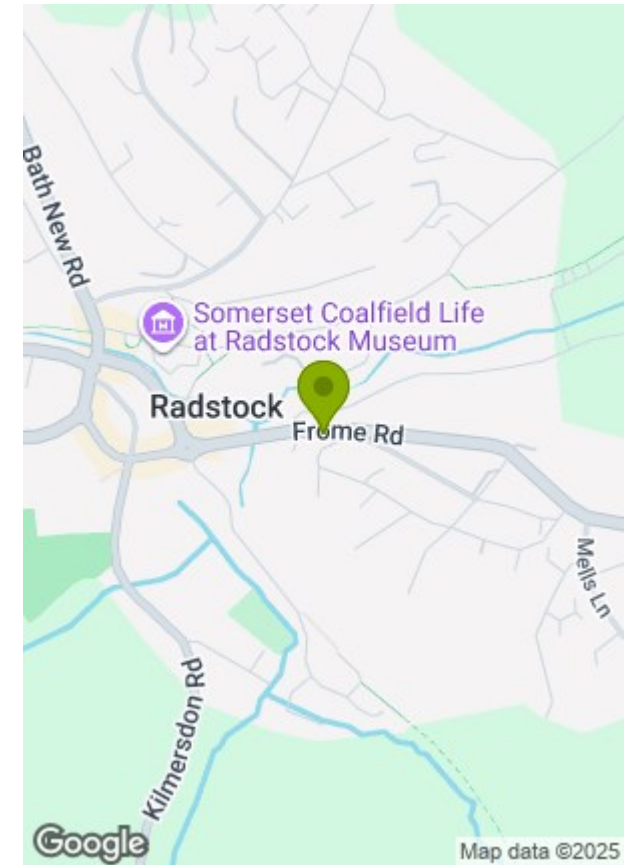 Bath New Rd
Somerset Coalfield Life
at Radstock Museum
Radstock
Frome Rd
Mells Ln
Kilmersdon Rd
Google
Map data ©2025